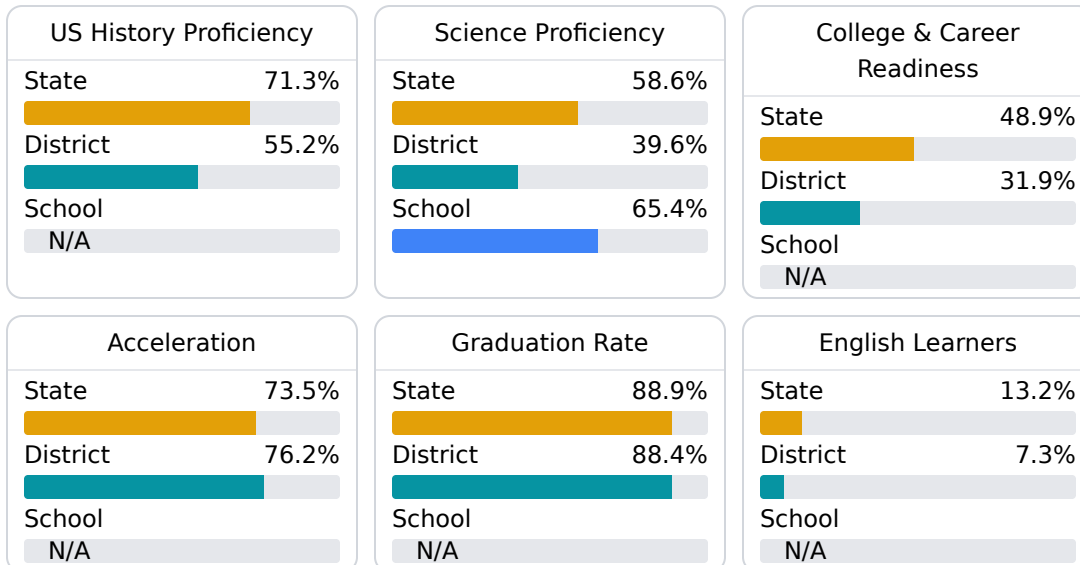 US History Proficiency
State 71.3%
District 55.2%
School
N/A
Science Proficiency
State 58.6%
District 39.6%
School 65.4%
College & Career
Readiness
State 48.9%
District 31.9%
School
N/A
Acceleration
State 73.5%
District 76.2%
School
N/A
Graduation Rate
State 88.9%
District 88.4%
School
N/A
English Learners
State 13.2%
District 7.3%
School
N/A